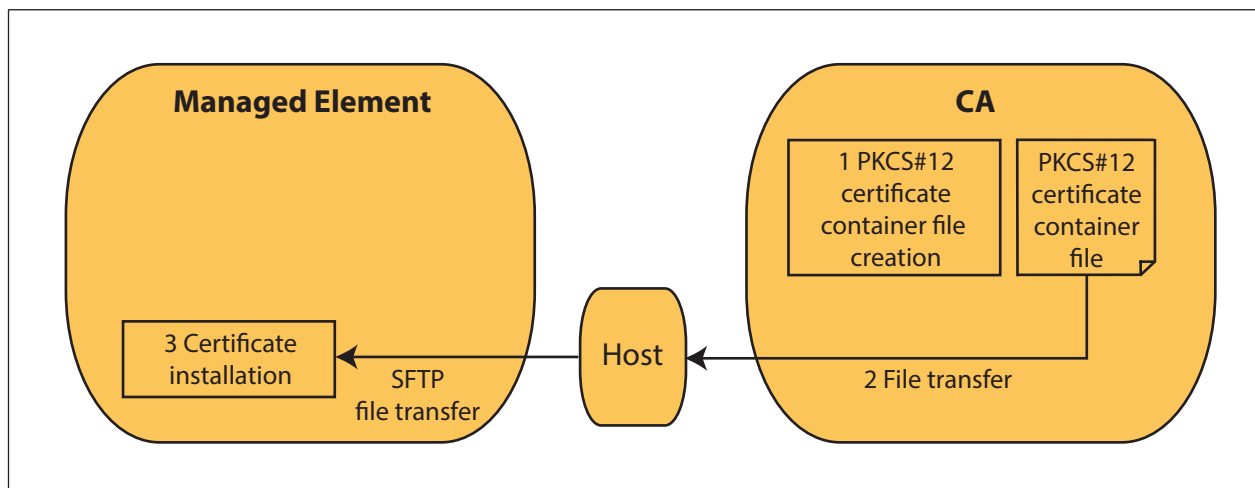 Managed Element
CA
1 PKCS#12
certificate
container file
creation
PKCS#12
certificate
container
file
3 Certificate
installation
SFTP
file transfer
Host
2 File transfer